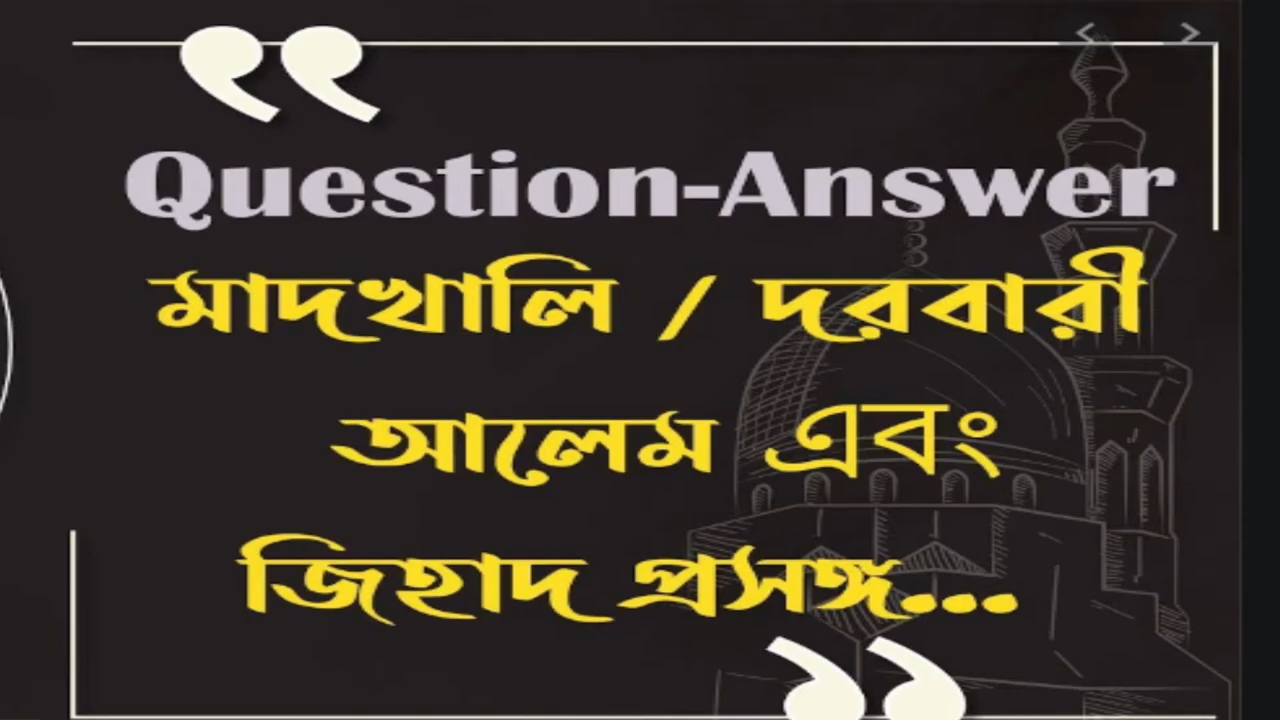 Question-Answer
মাদখালি / দরবারী
আলেম এবং
জিহাদ প্রসঙ্গ...